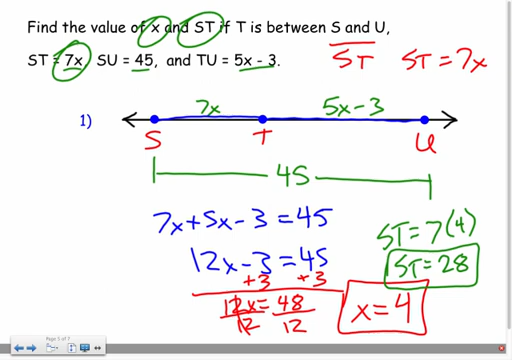 Find the value of x and ST if T is between S and U,
ST = 7x, SU = 45, and TU = 5x - 3.
ST ST = 7x
1)
7x 5x - 3
S T U
45
7x + 5x - 3 = 45
12x - 3 = 45
+3 +3
12x = 48
12 12
x = 4
ST = 7(4)
ST = 28
Page 5 of 7